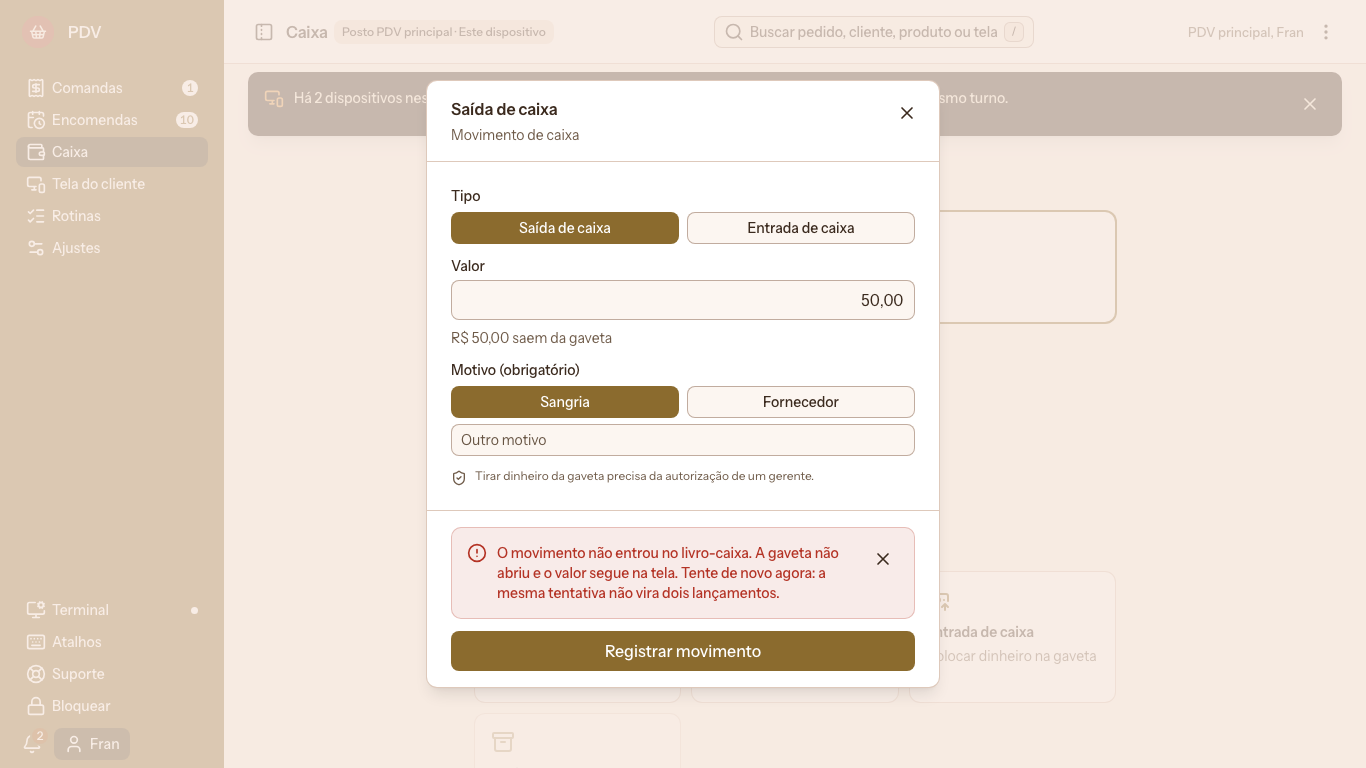 PDV
Caixa
Posto PDV principal · Este dispositivo
Buscar pedido, cliente, produto ou tela
/
PDV principal, Fran
Comandas
1
Encomendas
10
Caixa
Tela do cliente
Rotinas
Ajustes
Há 2 dispositivos
smo turno.
Saída de caixa
Movimento de caixa
Tipo
Saída de caixa
Entrada de caixa
Valor
50,00
R$ 50,00 saem da gaveta
Motivo (obrigatório)
Sangria
Fornecedor
Outro motivo
Tirar dinheiro da gaveta precisa da autorização de um gerente.
O movimento não entrou no livro-caixa. A gaveta não
abriu e o valor segue na tela. Tente de novo agora: a
mesma tentativa não vira dois lançamentos.
Registrar movimento
ntrada de caixa
olocar dinheiro na gaveta
Terminal
Atalhos
Suporte
Bloquear
2
Fran